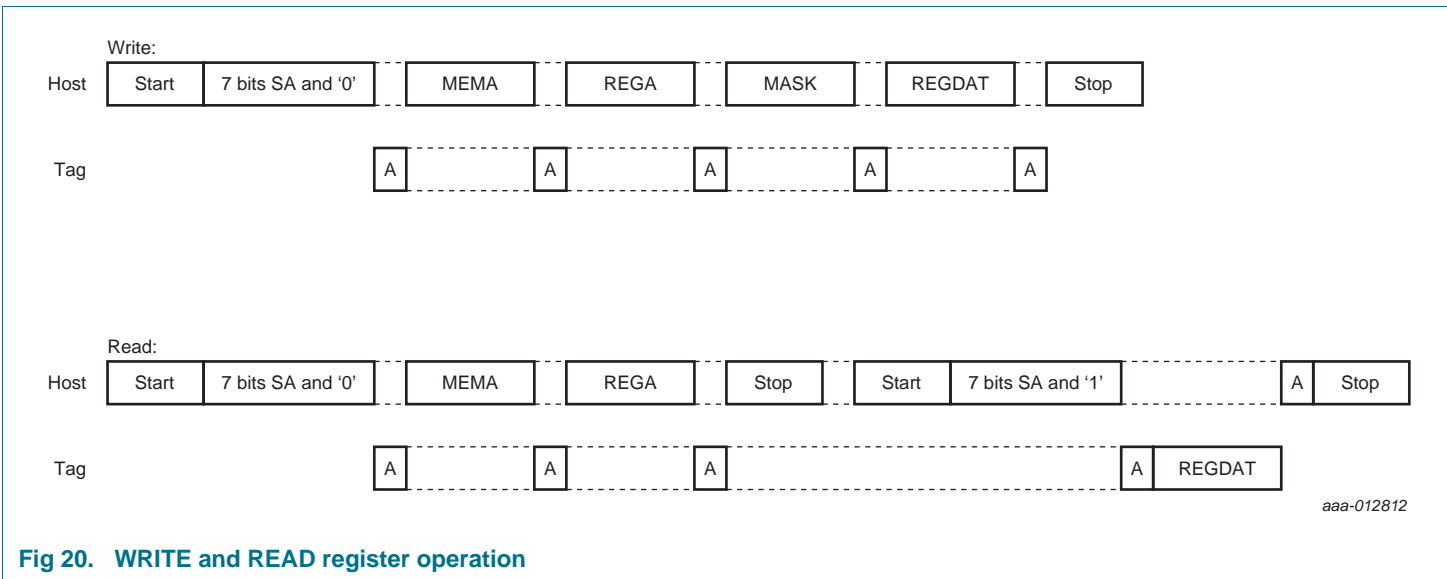 Write:
Host Start 7 bits SA and ‘0’ MEMA REGA MASK REGDAT Stop
Tag A A A A A
Read:
Host Start 7 bits SA and ‘0’ MEMA REGA Stop Start 7 bits SA and ‘1’ A Stop
Tag A A A A REGDAT
aaa-012812
Fig 20. WRITE and READ register operation